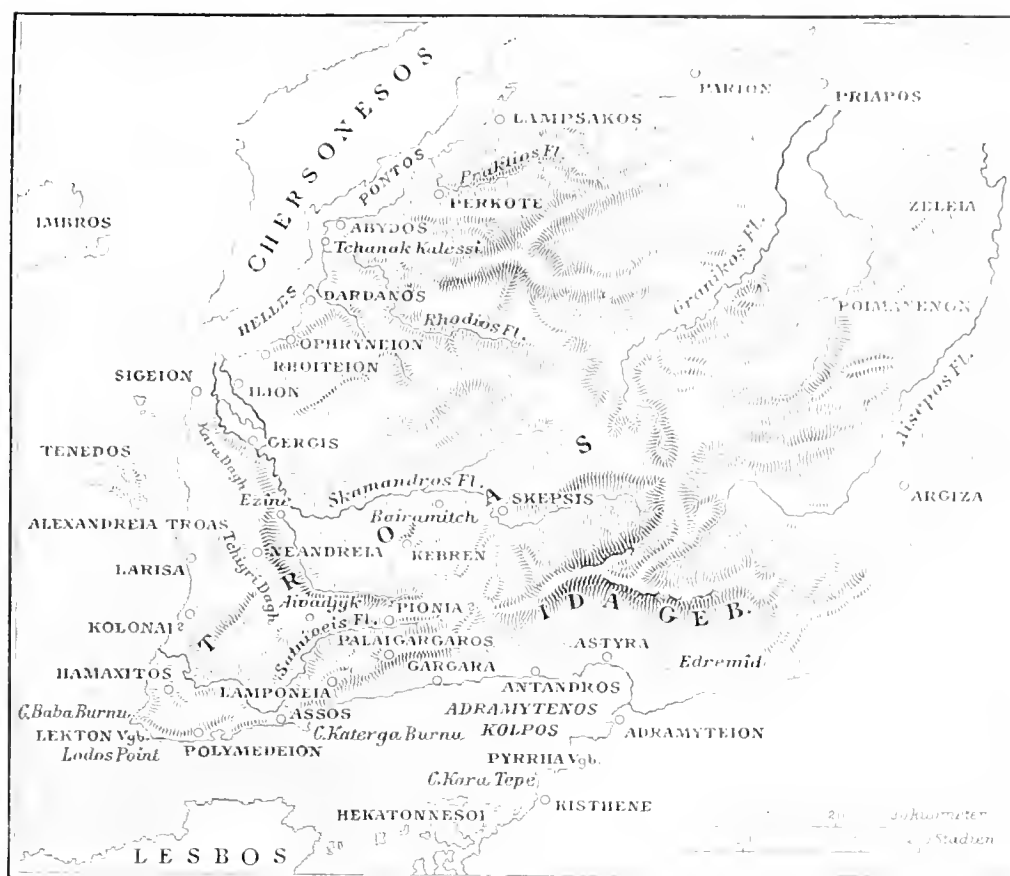 CHERSONESOS
PARION
PRIAPOS
LAMPSAKOS
PONTOS
Praktios Fl.
PERKOTE
IMBROS
ZELEIA
ABYDOS
Tchanak Kalessi
Granikos Fl.
HELLES
DARDANOS
POIMANENON
Rhodios Fl.
OPHRYNEION
RHOITEION
SIGEION
ILION
Aisepos Fl.
Kara Dagh
GERGIS
TENEDOS
TROAS
Skamandros Fl.
Ezine
SKEPSIS
ARGIZA
Bairamitch
ALEXANDREIA TROAS
NEANDREIA
KEBREN
LARISA
Tchigri Dagh
Aivadjyk
PIONIA?
IDA GEB.
KOLONAI?
Satnioeis Fl.
PALAIGARGAROS
ASTYRA
Edremid
HAMAXITOS
LAMPONEIA
GARGARA
ANTANDROS
C. Baba Burnu
ASSOS
ADRAMYTENOS
KOLPOS
LEKTON Vgb.
C. Katerga Burnu
ADRAMYTEION
Lodos Point
POLYMEDEION
PYRRHA Vgb.
C. Kara Tepe
HEKATONNESOI
KISTHENE
LESBOS
Stadien